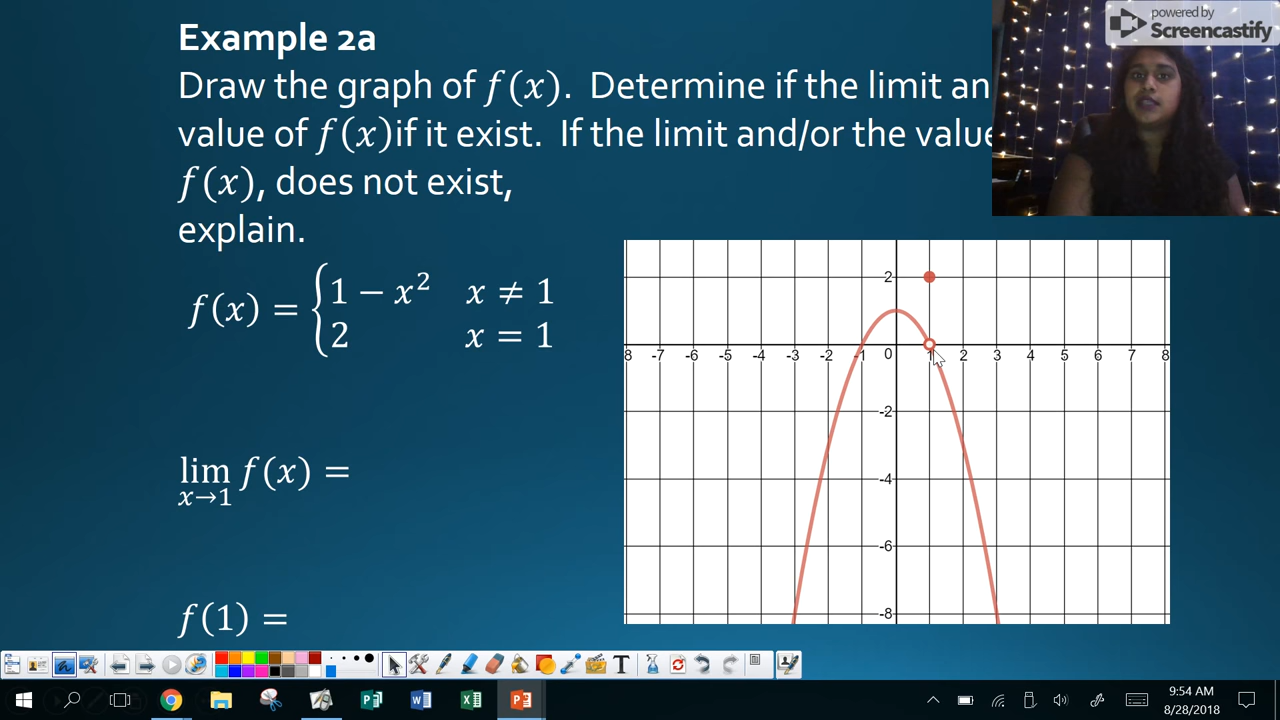 powered by
Screencastify
Example 2a
Draw the graph of f(x). Determine if the limit an
value of f(x)if it exist. If the limit and/or the value
f(x), does not exist,
explain.
f(x) = {1 − x² x ≠ 1
2 x = 1
lim f(x) =
x→1
f(1) =
2
8 -7 -6 -5 -4 -3 -2 -1 0 1 2 3 4 5 6 7 8
-2
-4
-6
-8
9:54 AM
8/28/2018